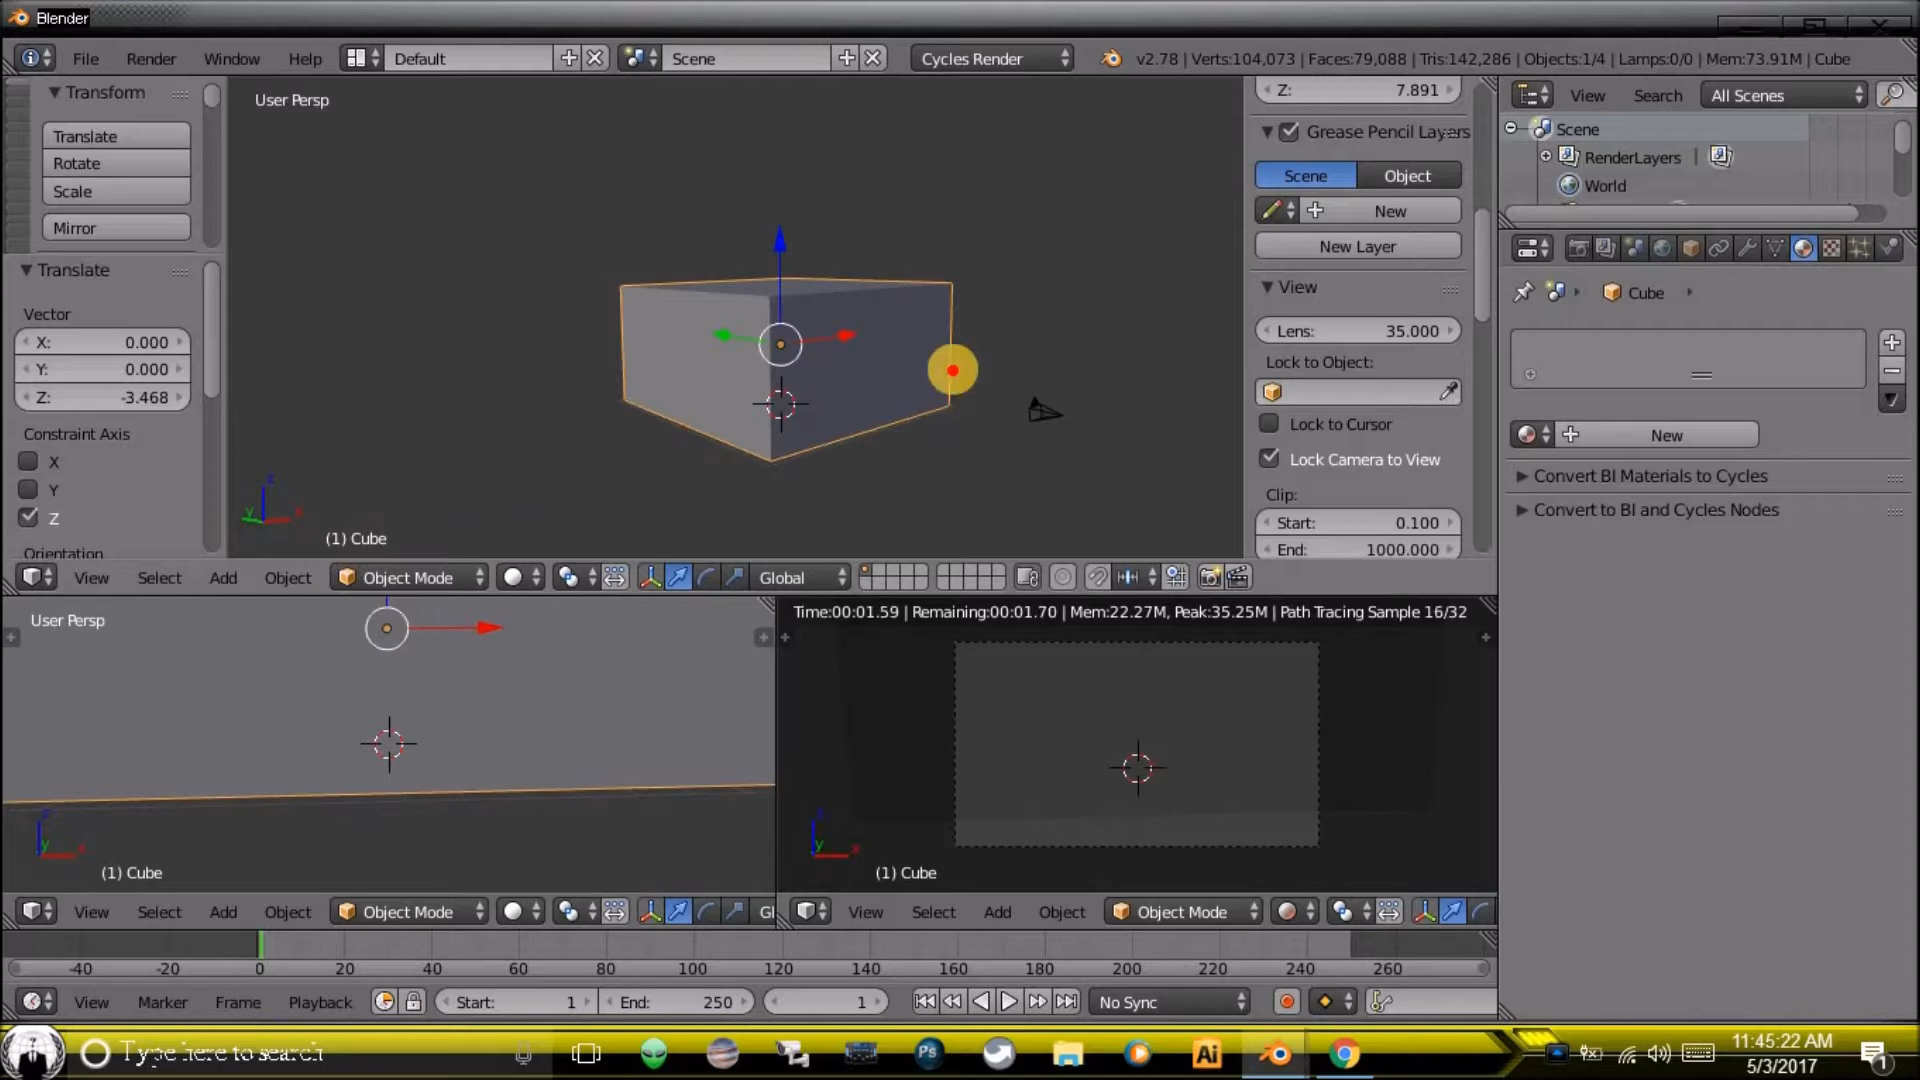 Blender
File Render Window Help Default Scene Cycles Render v2.78 | Verts:104,073 | Faces:79,088 | Tris:142,286 | Objects:1/4 | Lamps:0/0 | Mem:73.91M | Cube
Transform
Translate
Rotate
Scale
Mirror
Translate
Vector
X: 0.000
Y: 0.000
Z: -3.468
Constraint Axis
X
Y
Z
Orientation
User Persp
(1) Cube
Z: 7.891
Grease Pencil Layers
Scene Object
New
New Layer
View
Lens: 35.000
Lock to Object:
Lock to Cursor
Lock Camera to View
Clip:
Start: 0.100
End: 1000.000
View Search All Scenes
Scene
RenderLayers
World
Cube
New
Convert BI Materials to Cycles
Convert to BI and Cycles Nodes
View Select Add Object Object Mode Global
User Persp
(1) Cube
Time:00:01.59 | Remaining:00:01.70 | Mem:22.27M, Peak:35.25M | Path Tracing Sample 16/32
(1) Cube
View Select Add Object Object Mode Gl
View Select Add Object Object Mode
-40 -20 0 20 40 60 80 100 120 140 160 180 200 220 240 260
View Marker Frame Playback Start: 1 End: 250 1 No Sync
Type here to search
Ps
Ai
11:45:22 AM
5/3/2017
1